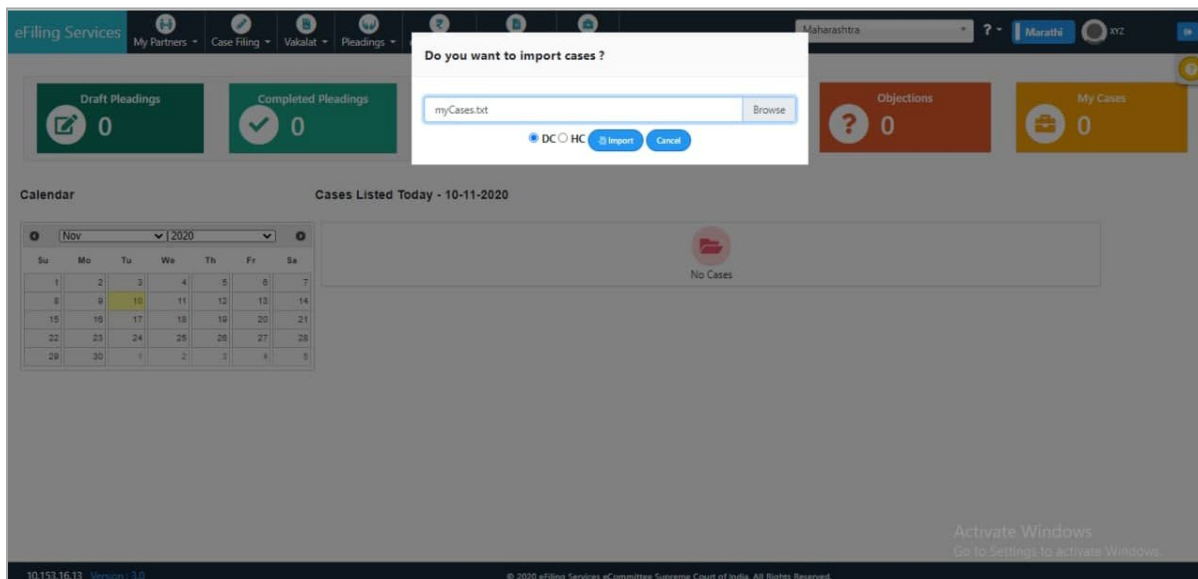 eFiling Services
My Partners
Case Filing
Vakalat
Pleadings
Maharashtra
?
Marathi
xyz
Do you want to import cases ?
myCases.txt
Browse
DC HC Import Cancel
Draft Pleadings
0
Completed Pleadings
0
Objections
0
My Cases
0
Calendar
Cases Listed Today - 10-11-2020
Nov 2020
Su Mo Tu We Th Fr Sa
1 2 3 4 5 6 7
8 9 10 11 12 13 14
15 16 17 18 19 20 21
22 23 24 25 26 27 28
29 30 1 2 3 4 5
No Cases
Activate Windows
Go to Settings to activate Windows.
10.153.16.13 Version : 3.0
© 2020 eFiling Services eCommittee Supreme Court of India. All Rights Reserved.